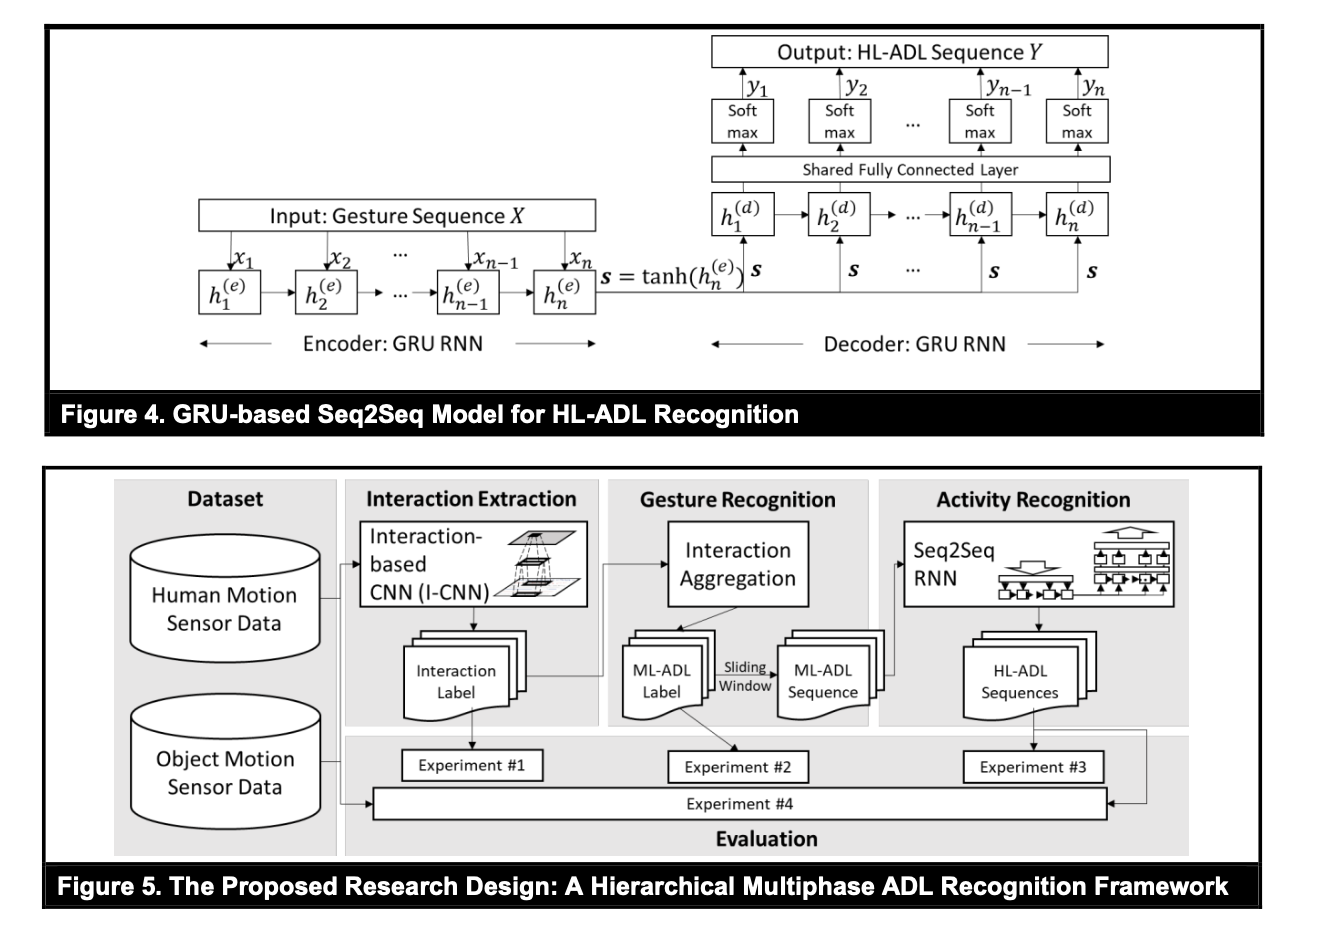 Output: HL-ADL Sequence Y
y₁ y₂ yₙ₋₁ yₙ
Soft max Soft max ... Soft max Soft max
Shared Fully Connected Layer
h₁⁽ᵈ⁾ h₂⁽ᵈ⁾ ... hₙ₋₁⁽ᵈ⁾ hₙ⁽ᵈ⁾
Input: Gesture Sequence X
x₁ x₂ ... xₙ₋₁ xₙ
h₁⁽ᵉ⁾ h₂⁽ᵉ⁾ ... hₙ₋₁⁽ᵉ⁾ hₙ⁽ᵉ⁾
s = tanh(hₙ⁽ᵉ⁾) s s ... s s
Encoder: GRU RNN
Decoder: GRU RNN
Figure 4. GRU-based Seq2Seq Model for HL-ADL Recognition
Dataset
Human Motion
Sensor Data
Object Motion
Sensor Data
Interaction Extraction
Interaction-
based
CNN (I-CNN)
Interaction
Label
Gesture Recognition
Interaction
Aggregation
ML-ADL
Label
Sliding
Window
ML-ADL
Sequence
Activity Recognition
Seq2Seq
RNN
HL-ADL
Sequences
Experiment #1
Experiment #2
Experiment #3
Experiment #4
Evaluation
Figure 5. The Proposed Research Design: A Hierarchical Multiphase ADL Recognition Framework